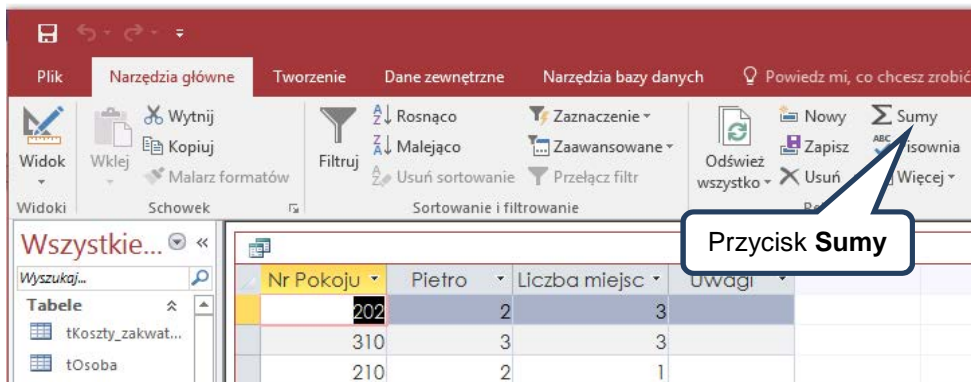 Plik Narzędzia główne Tworzenie Dane zewnętrzne Narzędzia bazy danych Powiedz mi, co chcesz zrobić
Widok
Wklej
Wytnij
Kopiuj
Malarz formatów
Filtruj
Rosnąco
Malejąco
Usuń sortowanie
Zaznaczenie
Zaawansowane
Przełącz filtr
Odśwież
wszystko
Nowy
Zapisz
Usuń
Sumy
Więcej
Widoki Schowek Sortowanie i filtrowanie
Przycisk Sumy
Wszystkie...
Wyszukaj...
Tabele
tKoszty_zakwat...
tOsoba
Nr Pokoju Pietro Liczba miejsc Uwagi
202 2 3
310 3 3
210 2 1